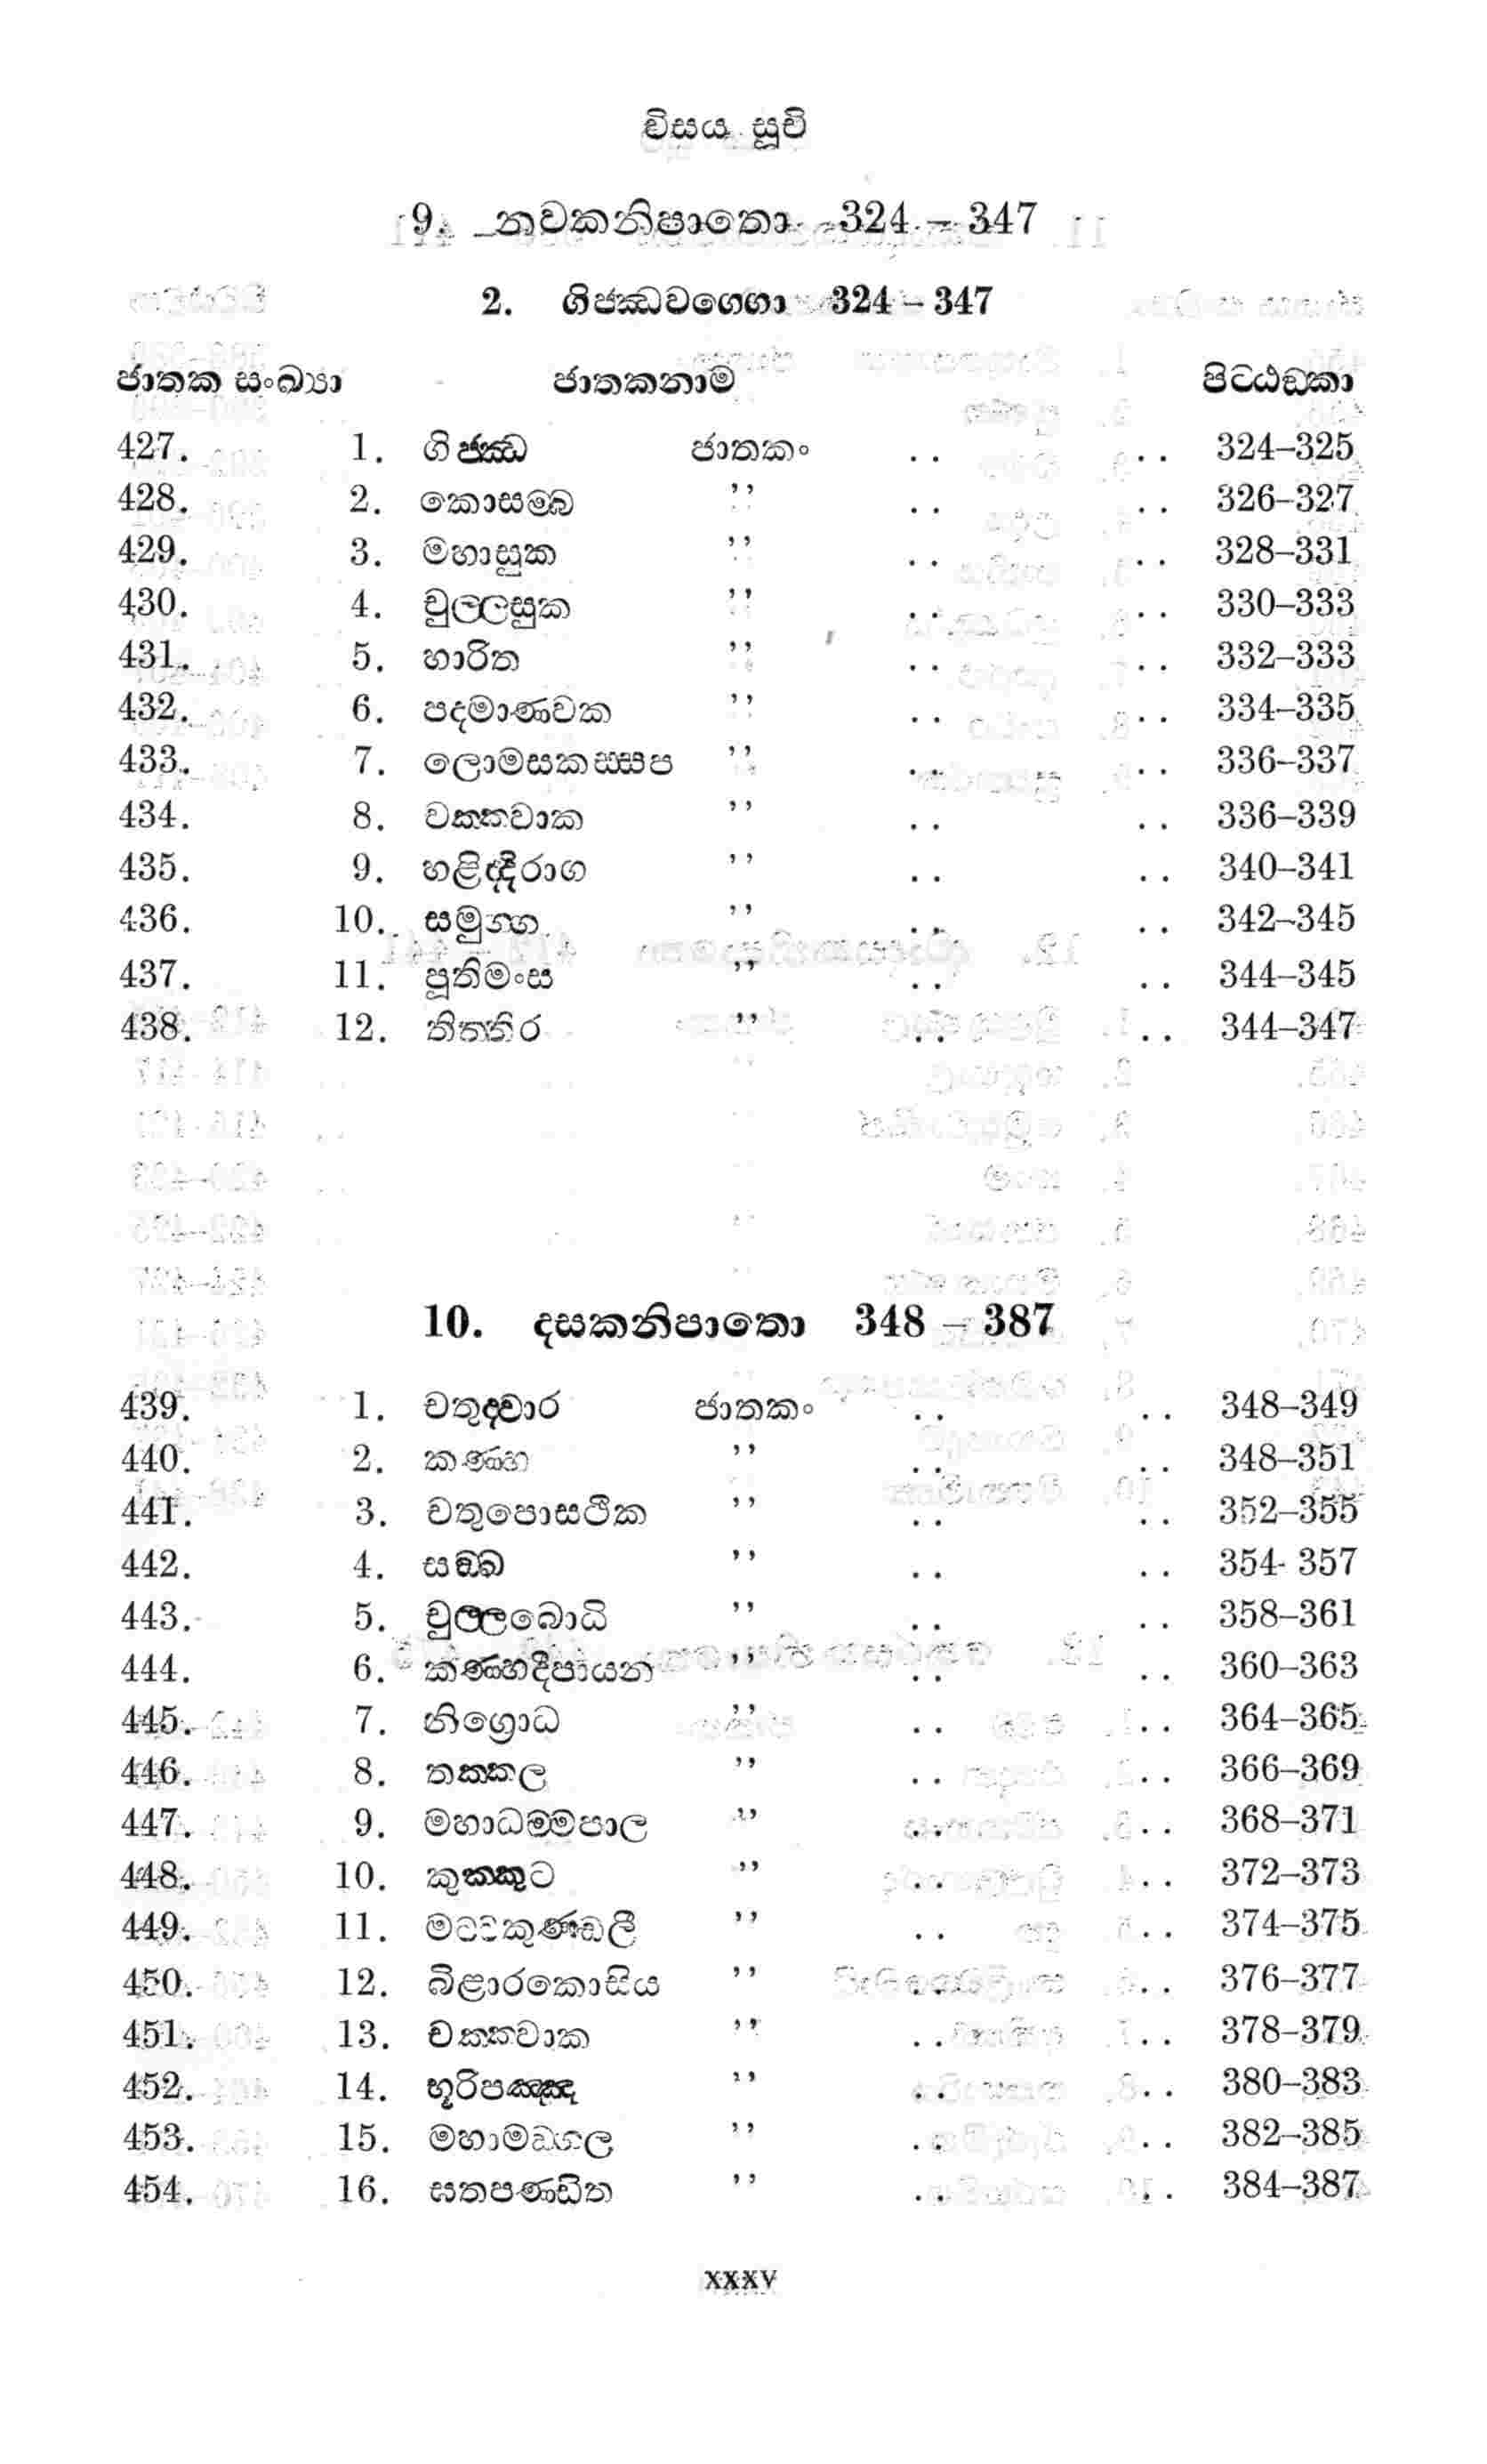 විසය සූචි
9. නවකනිපාතො 324 – 347
2. ගිජ්ඣවග්ගො 324 – 347
ජාතක සංඛ්‍යා ජාතකනාම පිට්ඨඞ්කා
427. 1. ගිජ්ඣ ජාතකං .. .. 324–325
428. 2. කොසම්බ ’’ .. .. 326–327
429. 3. මහාසුක ’’ .. .. 328–331
430. 4. චුල්ලසුක ’’ .. .. 330–333
431. 5. හාරිත ’’ .. .. 332–333
432. 6. පදමාණවක ’’ .. .. 334–335
433. 7. ලොමසකස්සප ’’ .. .. 336–337
434. 8. චක්කවාක ’’ .. .. 336–339
435. 9. හළිද්දිරාග ’’ .. .. 340–341
436. 10. සමුග්ග ’’ .. .. 342–345
437. 11. පූතිමංස ’’ .. .. 344–345
438. 12. තිත්තිර ’’ .. .. 344–347
10. දසකනිපාතො 348 – 387
439. 1. චතුද්වාර ජාතකං .. .. 348–349
440. 2. කණ්හ ’’ .. .. 348–351
441. 3. චතුපොසථික ’’ .. .. 352–355
442. 4. සඞ්ඛ ’’ .. .. 354- 357
443. 5. චුල්ලබොධි ’’ .. .. 358–361
444. 6. කණ්හදීපායන ’’ .. .. 360–363
445. 7. නිග්‍රොධ ’’ .. .. 364–365
446. 8. තක්කල ’’ .. .. 366–369
447. 9. මහාධම්මපාල ’’ .. .. 368–371
448. 10. කුක්කුට ’’ .. .. 372–373
449. 11. මට්ටකුණ්ඩලී ’’ .. .. 374–375
450. 12. බිළාරකොසිය ’’ .. .. 376–377
451. 13. චක්කවාක ’’ .. .. 378–379
452. 14. භූරිපඤ්ඤ ’’ .. .. 380–383
453. 15. මහාමඞ්ගල ’’ .. .. 382–385
454. 16. ඝතපණ්ඩිත ’’ .. .. 384–387
xxxv